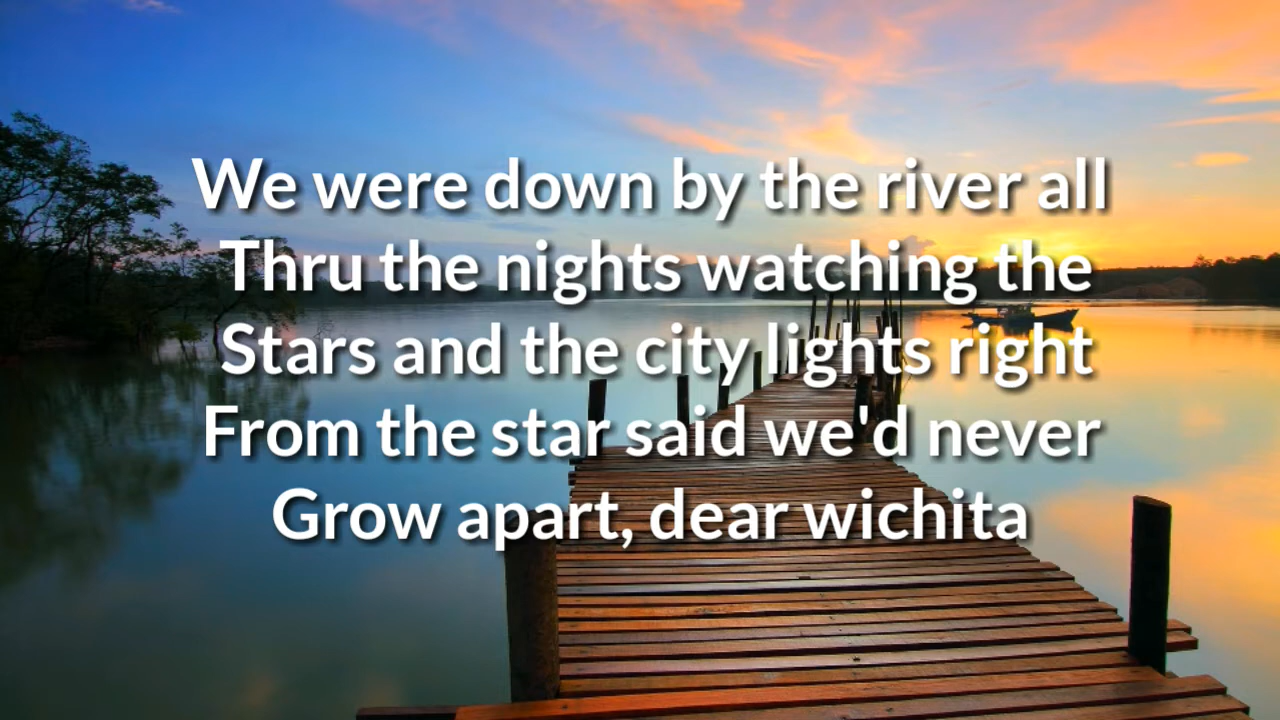 We were down by the river all
Thru the nights watching the
Stars and the city lights right
From the star said we'd never
Grow apart, dear wichita